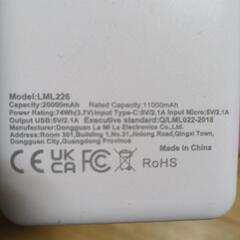 Model:LML226
Capacity:20000mAh Rated Capacity:11000mAh
Power Rating:74Wh(3.7V) Input Type-C:5V/2.1A Input Micro:5V/2.1A
Output USB:5V/2.1A Executive Standard:Q/LML022-2018
Manufacturer:Dongguan La Mi La Electronics Co., Ltd.
Address:Room 301,Building 1,No.31,Jinlong Road,Qingxi Town,
Dongguan City,Guangdong Province
CE UKCA FC RoHS
Made in China